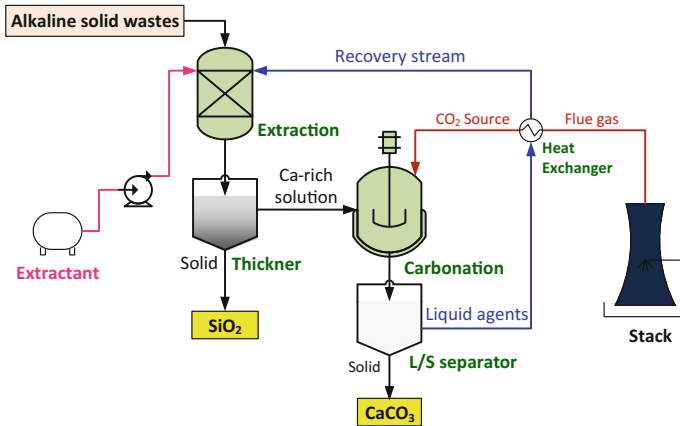 Alkaline solid wastes
Recovery stream
CO₂ Source
Flue gas
Extraction
Heat
Exchanger
Ca-rich
solution
Extractant
Solid
Thickner
Carbonation
SiO₂
Liquid agents
Stack
Solid
L/S separator
CaCO₃